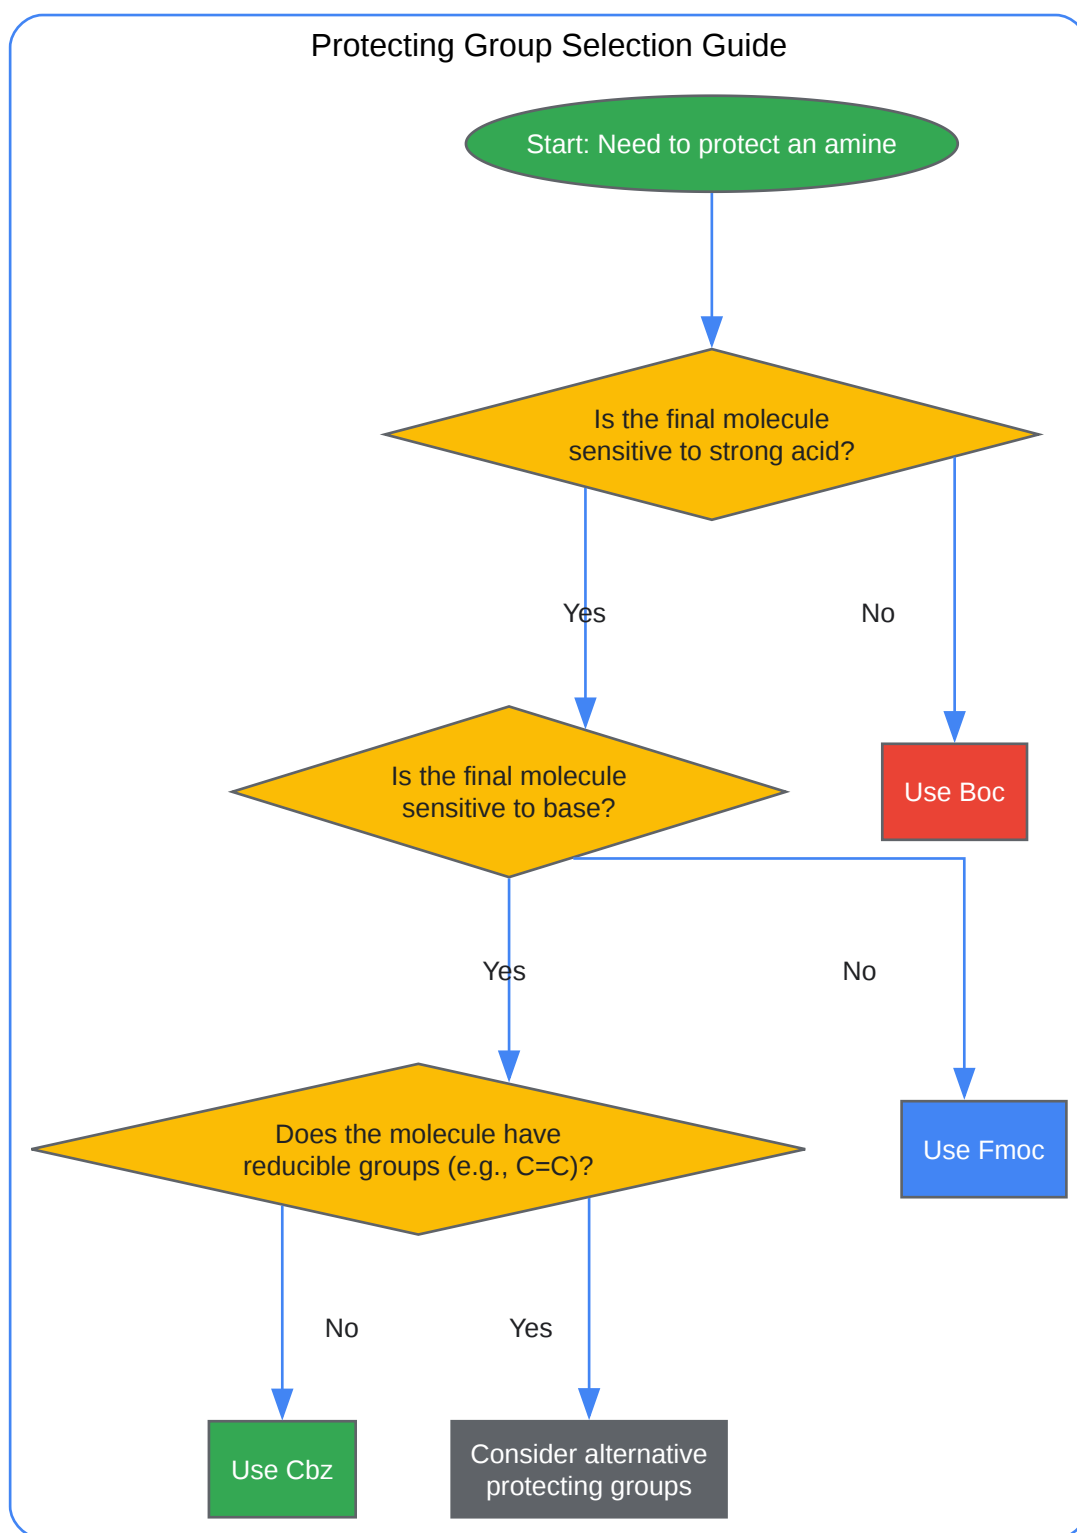 Protecting Group Selection Guide
Start: Need to protect an amine
Is the final molecule
sensitive to strong acid?
Yes
No
Is the final molecule
sensitive to base?
Use Boc
Yes
No
Does the molecule have
reducible groups (e.g., C=C)?
Use Fmoc
No
Yes
Use Cbz
Consider alternative
protecting groups